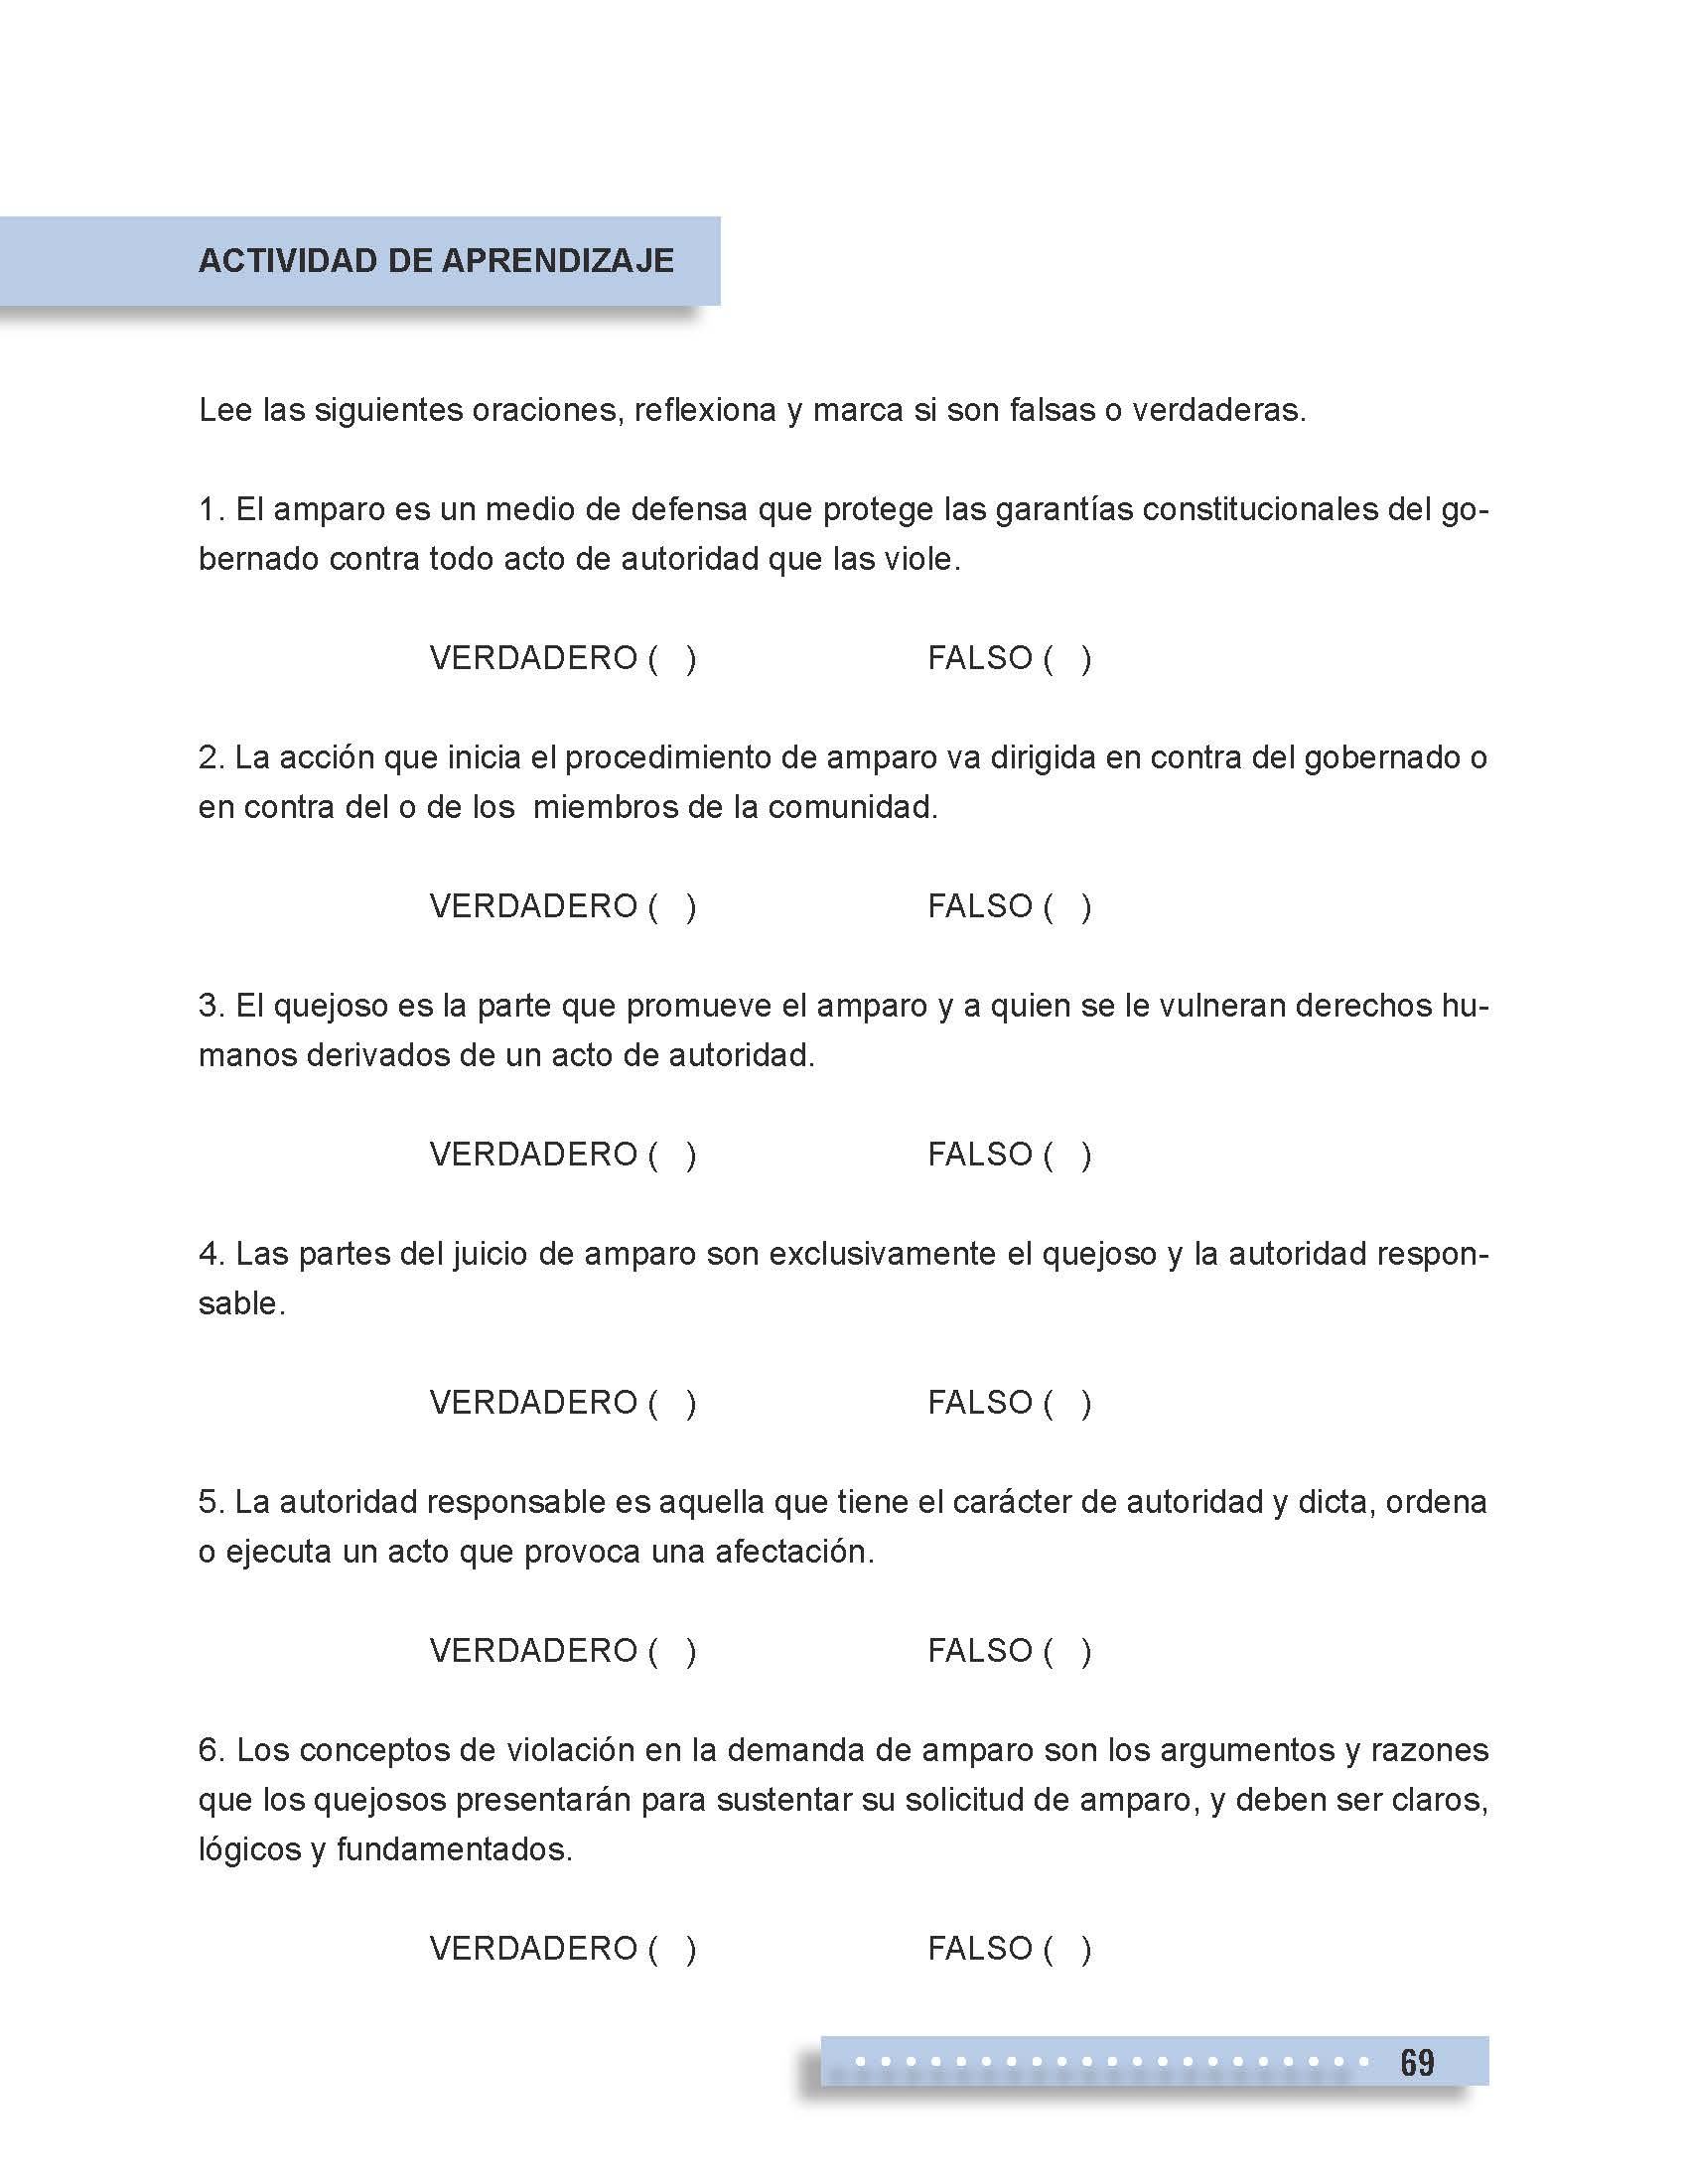 ACTIVIDAD DE APRENDIZAJE
Lee las siguientes oraciones, reflexiona y marca si son falsas o verdaderas.
1. El amparo es un medio de defensa que protege las garantías constitucionales del go-
bernado contra todo acto de autoridad que las viole.
VERDADERO (   )                    FALSO (   )
2. La acción que inicia el procedimiento de amparo va dirigida en contra del gobernado o
en contra del o de los  miembros de la comunidad.
VERDADERO (   )                    FALSO (   )
3. El quejoso es la parte que promueve el amparo y a quien se le vulneran derechos hu-
manos derivados de un acto de autoridad.
VERDADERO (   )                    FALSO (   )
4. Las partes del juicio de amparo son exclusivamente el quejoso y la autoridad respon-
sable.
VERDADERO (   )                    FALSO (   )
5. La autoridad responsable es aquella que tiene el carácter de autoridad y dicta, ordena
o ejecuta un acto que provoca una afectación.
VERDADERO (   )                    FALSO (   )
6. Los conceptos de violación en la demanda de amparo son los argumentos y razones
que los quejosos presentarán para sustentar su solicitud de amparo, y deben ser claros,
lógicos y fundamentados.
VERDADERO (   )                    FALSO (   )
69